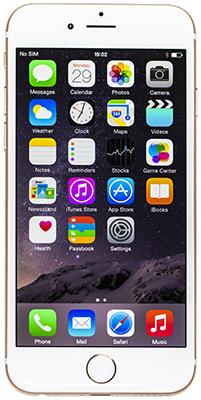 No SIM 19:02
Monday
29
Messages Calendar Photos Camera
Weather Clock Maps Videos
Notes Reminders Stocks Game Center
Newsstand iTunes Store App Store iBooks
Health Passbook Settings
Phone Mail Safari Music